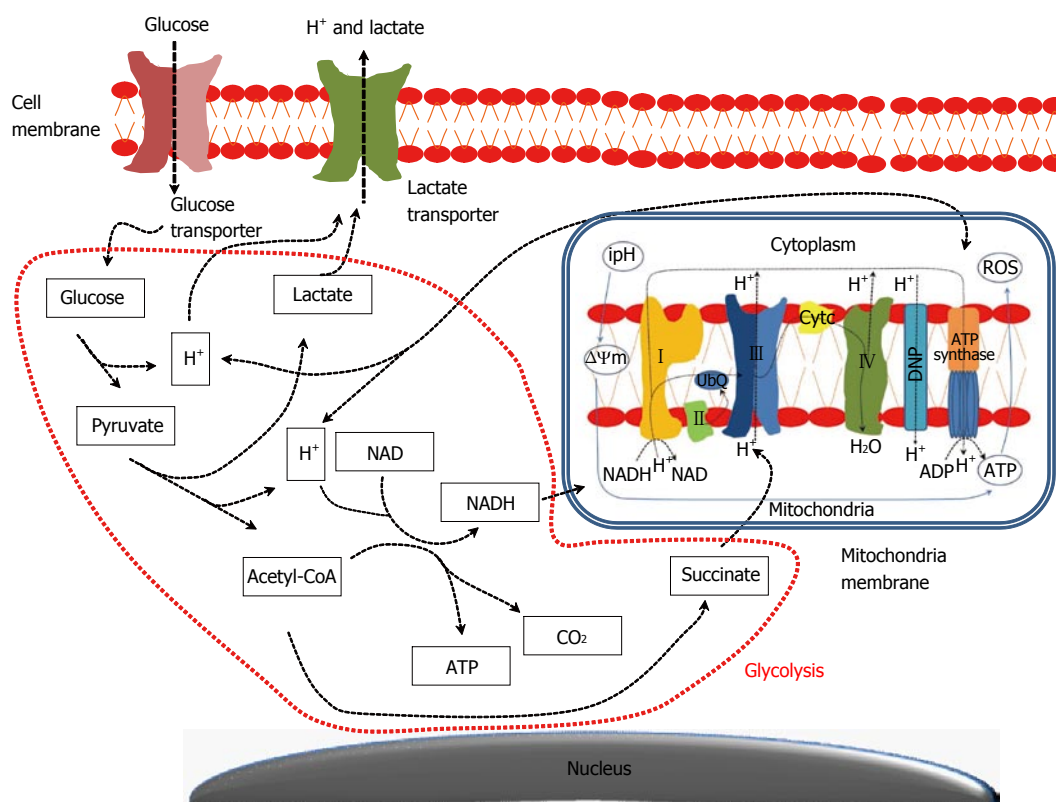 Glucose
H+ and lactate
Cell
membrane
Glucose
transporter
Lactate
transporter
Cytoplasm
ipH
ROS
Glucose
Lactate
H+
H+
H+
H+
H+
Cytc
ΔΨm
I
III
IV
DNP
ATP
synthase
UbQ
II
Pyruvate
H+
NAD
H+
H2O
H+
NADH
H+
NAD
ADP
H+
ATP
NADH
Mitochondria
Mitochondria
membrane
Acetyl-CoA
Succinate
CO2
ATP
Glycolysis
Nucleus